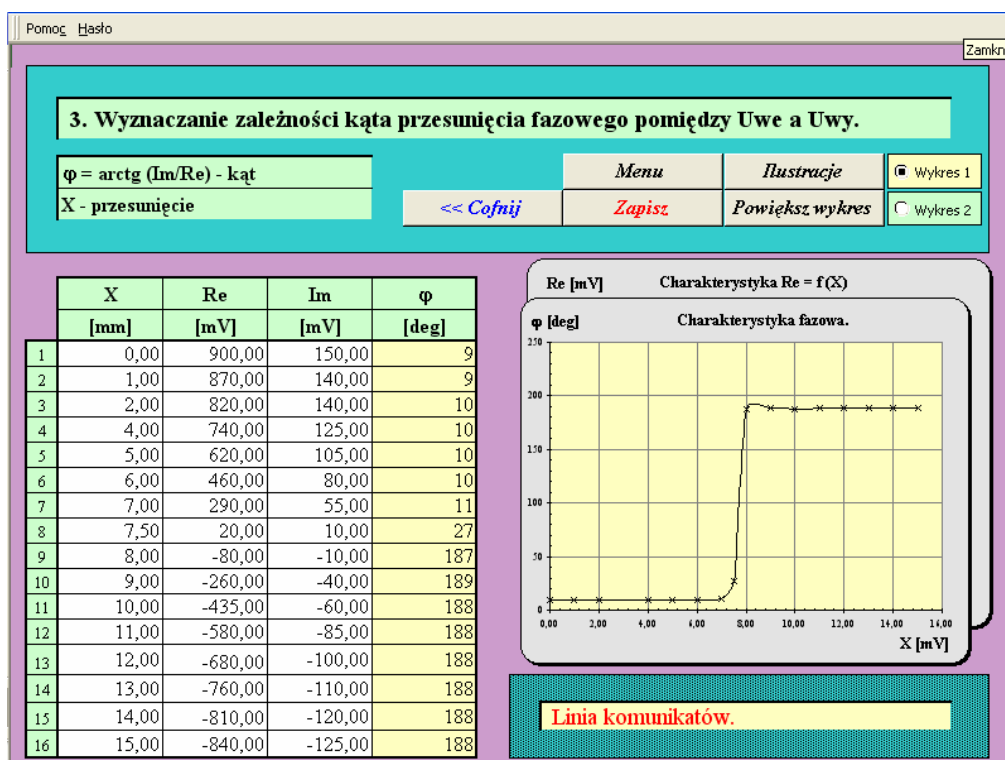 Pomoc Hasło
Zamkn
3. Wyznaczanie zależności kąta przesunięcia fazowego pomiędzy Uwe a Uwy.
φ = arctg (Im/Re) - kąt
X - przesunięcie
Menu Ilustracje Wykres 1
<< Cofnij Zapisz Powiększ wykres Wykres 2
X Re Im φ
[mm] [mV] [mV] [deg]
1 0,00 900,00 150,00 9
2 1,00 870,00 140,00 9
3 2,00 820,00 140,00 10
4 4,00 740,00 125,00 10
5 5,00 620,00 105,00 10
6 6,00 460,00 80,00 10
7 7,00 290,00 55,00 11
8 7,50 20,00 10,00 27
9 8,00 -80,00 -10,00 187
10 9,00 -260,00 -40,00 189
11 10,00 -435,00 -60,00 188
12 11,00 -580,00 -85,00 188
13 12,00 -680,00 -100,00 188
14 13,00 -760,00 -110,00 188
15 14,00 -810,00 -120,00 188
16 15,00 -840,00 -125,00 188
Re [mV] Charakterystyka Re = f(X)
φ [deg] Charakterystyka fazowa.
250
200
150
100
50
0
0,00 2,00 4,00 6,00 8,00 10,00 12,00 14,00 16,00
X [mV]
Linia komunikatów.